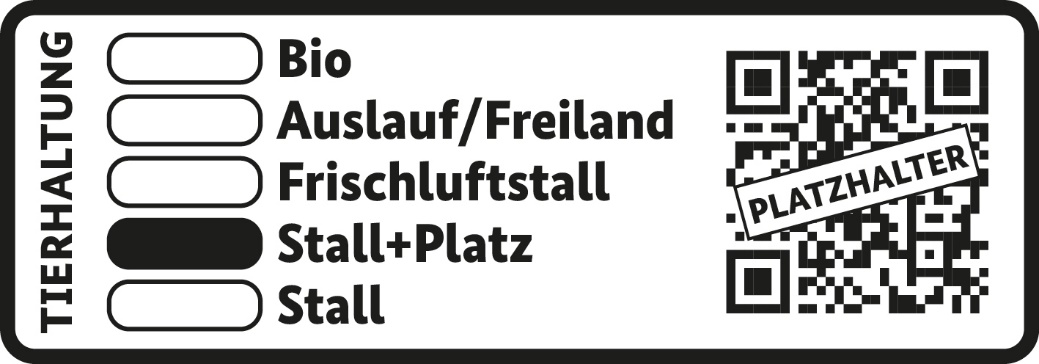 TIERHALTUNG
Bio
Auslauf/Freiland
Frischluftstall
Stall+Platz
Stall
PLATZHALTER